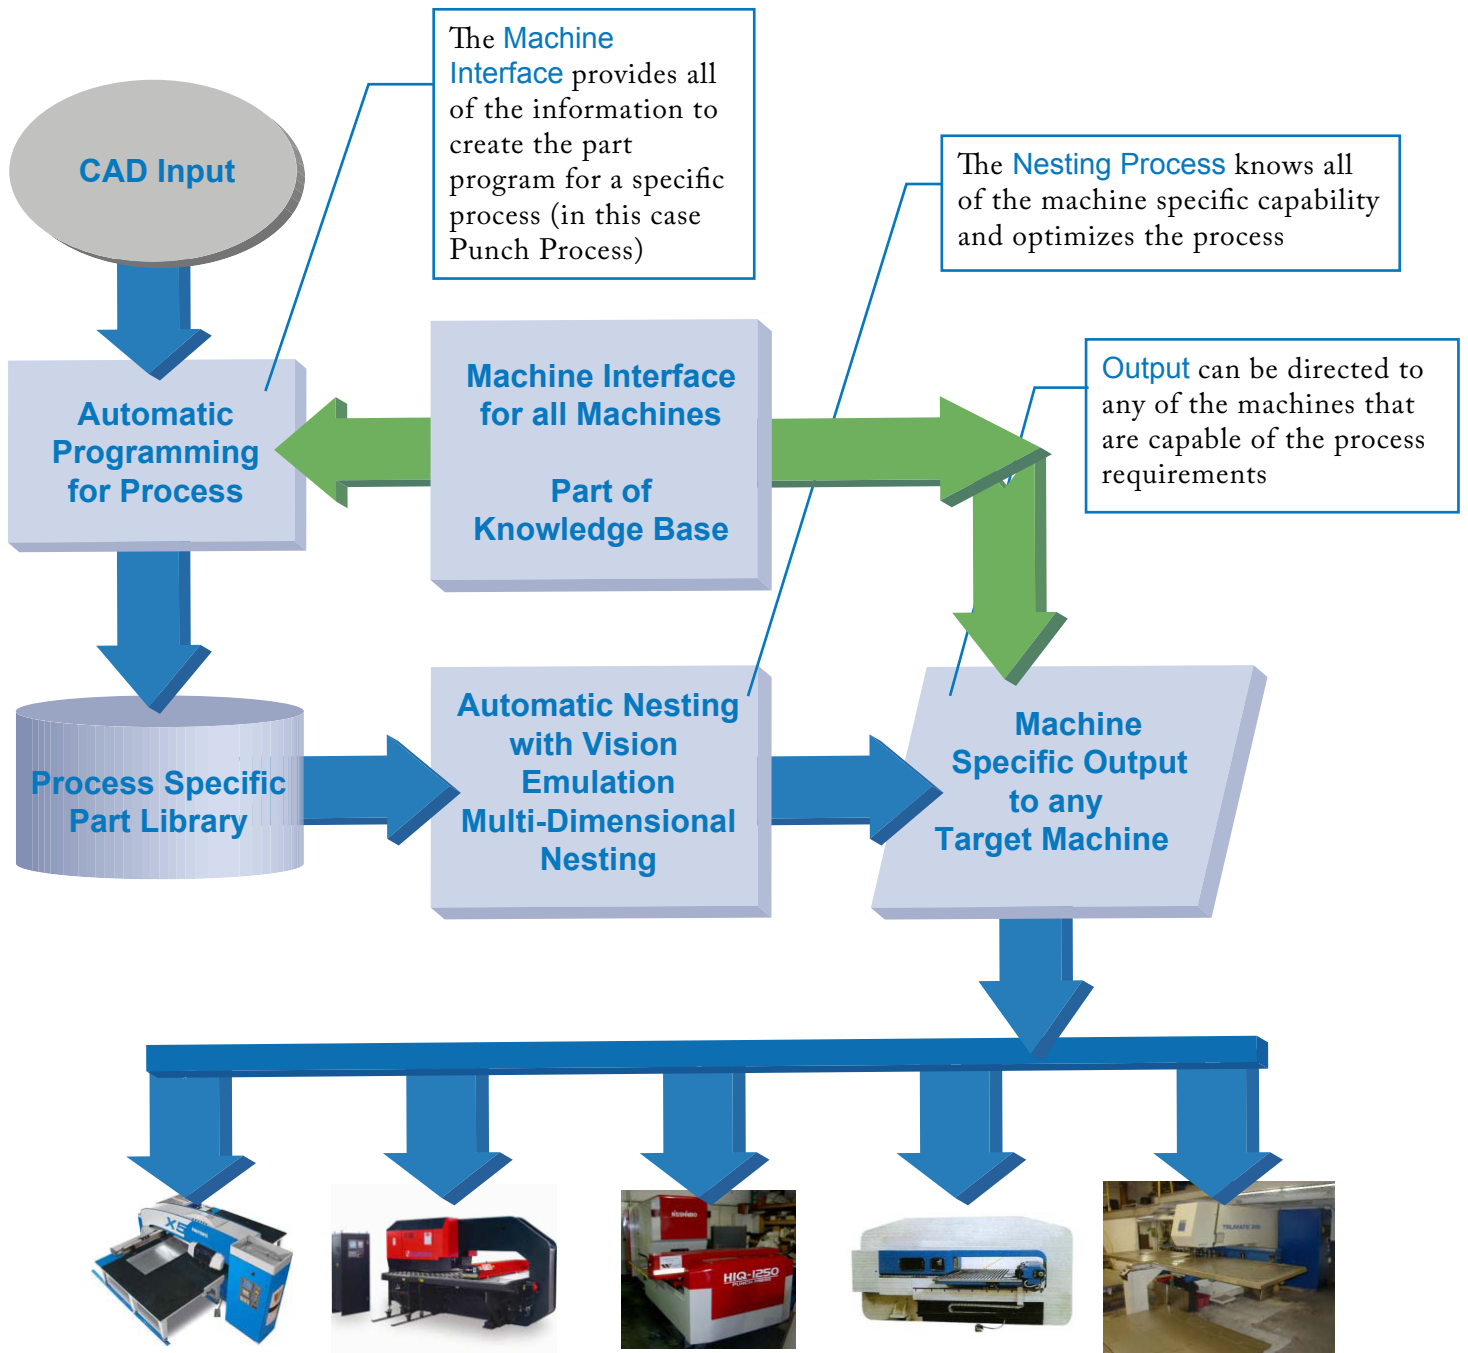 The Machine
Interface provides all
of the information to
create the part
program for a specific
process (in this case
Punch Process)
CAD Input
The Nesting Process knows all
of the machine specific capability
and optimizes the process
Output can be directed to
any of the machines that
are capable of the process
requirements
Automatic
Programming
for Process
Machine Interface
for all Machines
Part of
Knowledge Base
Process Specific
Part Library
Automatic Nesting
with Vision
Emulation
Multi-Dimensional
Nesting
Machine
Specific Output
to any
Target Machine
NISSHINBO
HIQ-1250